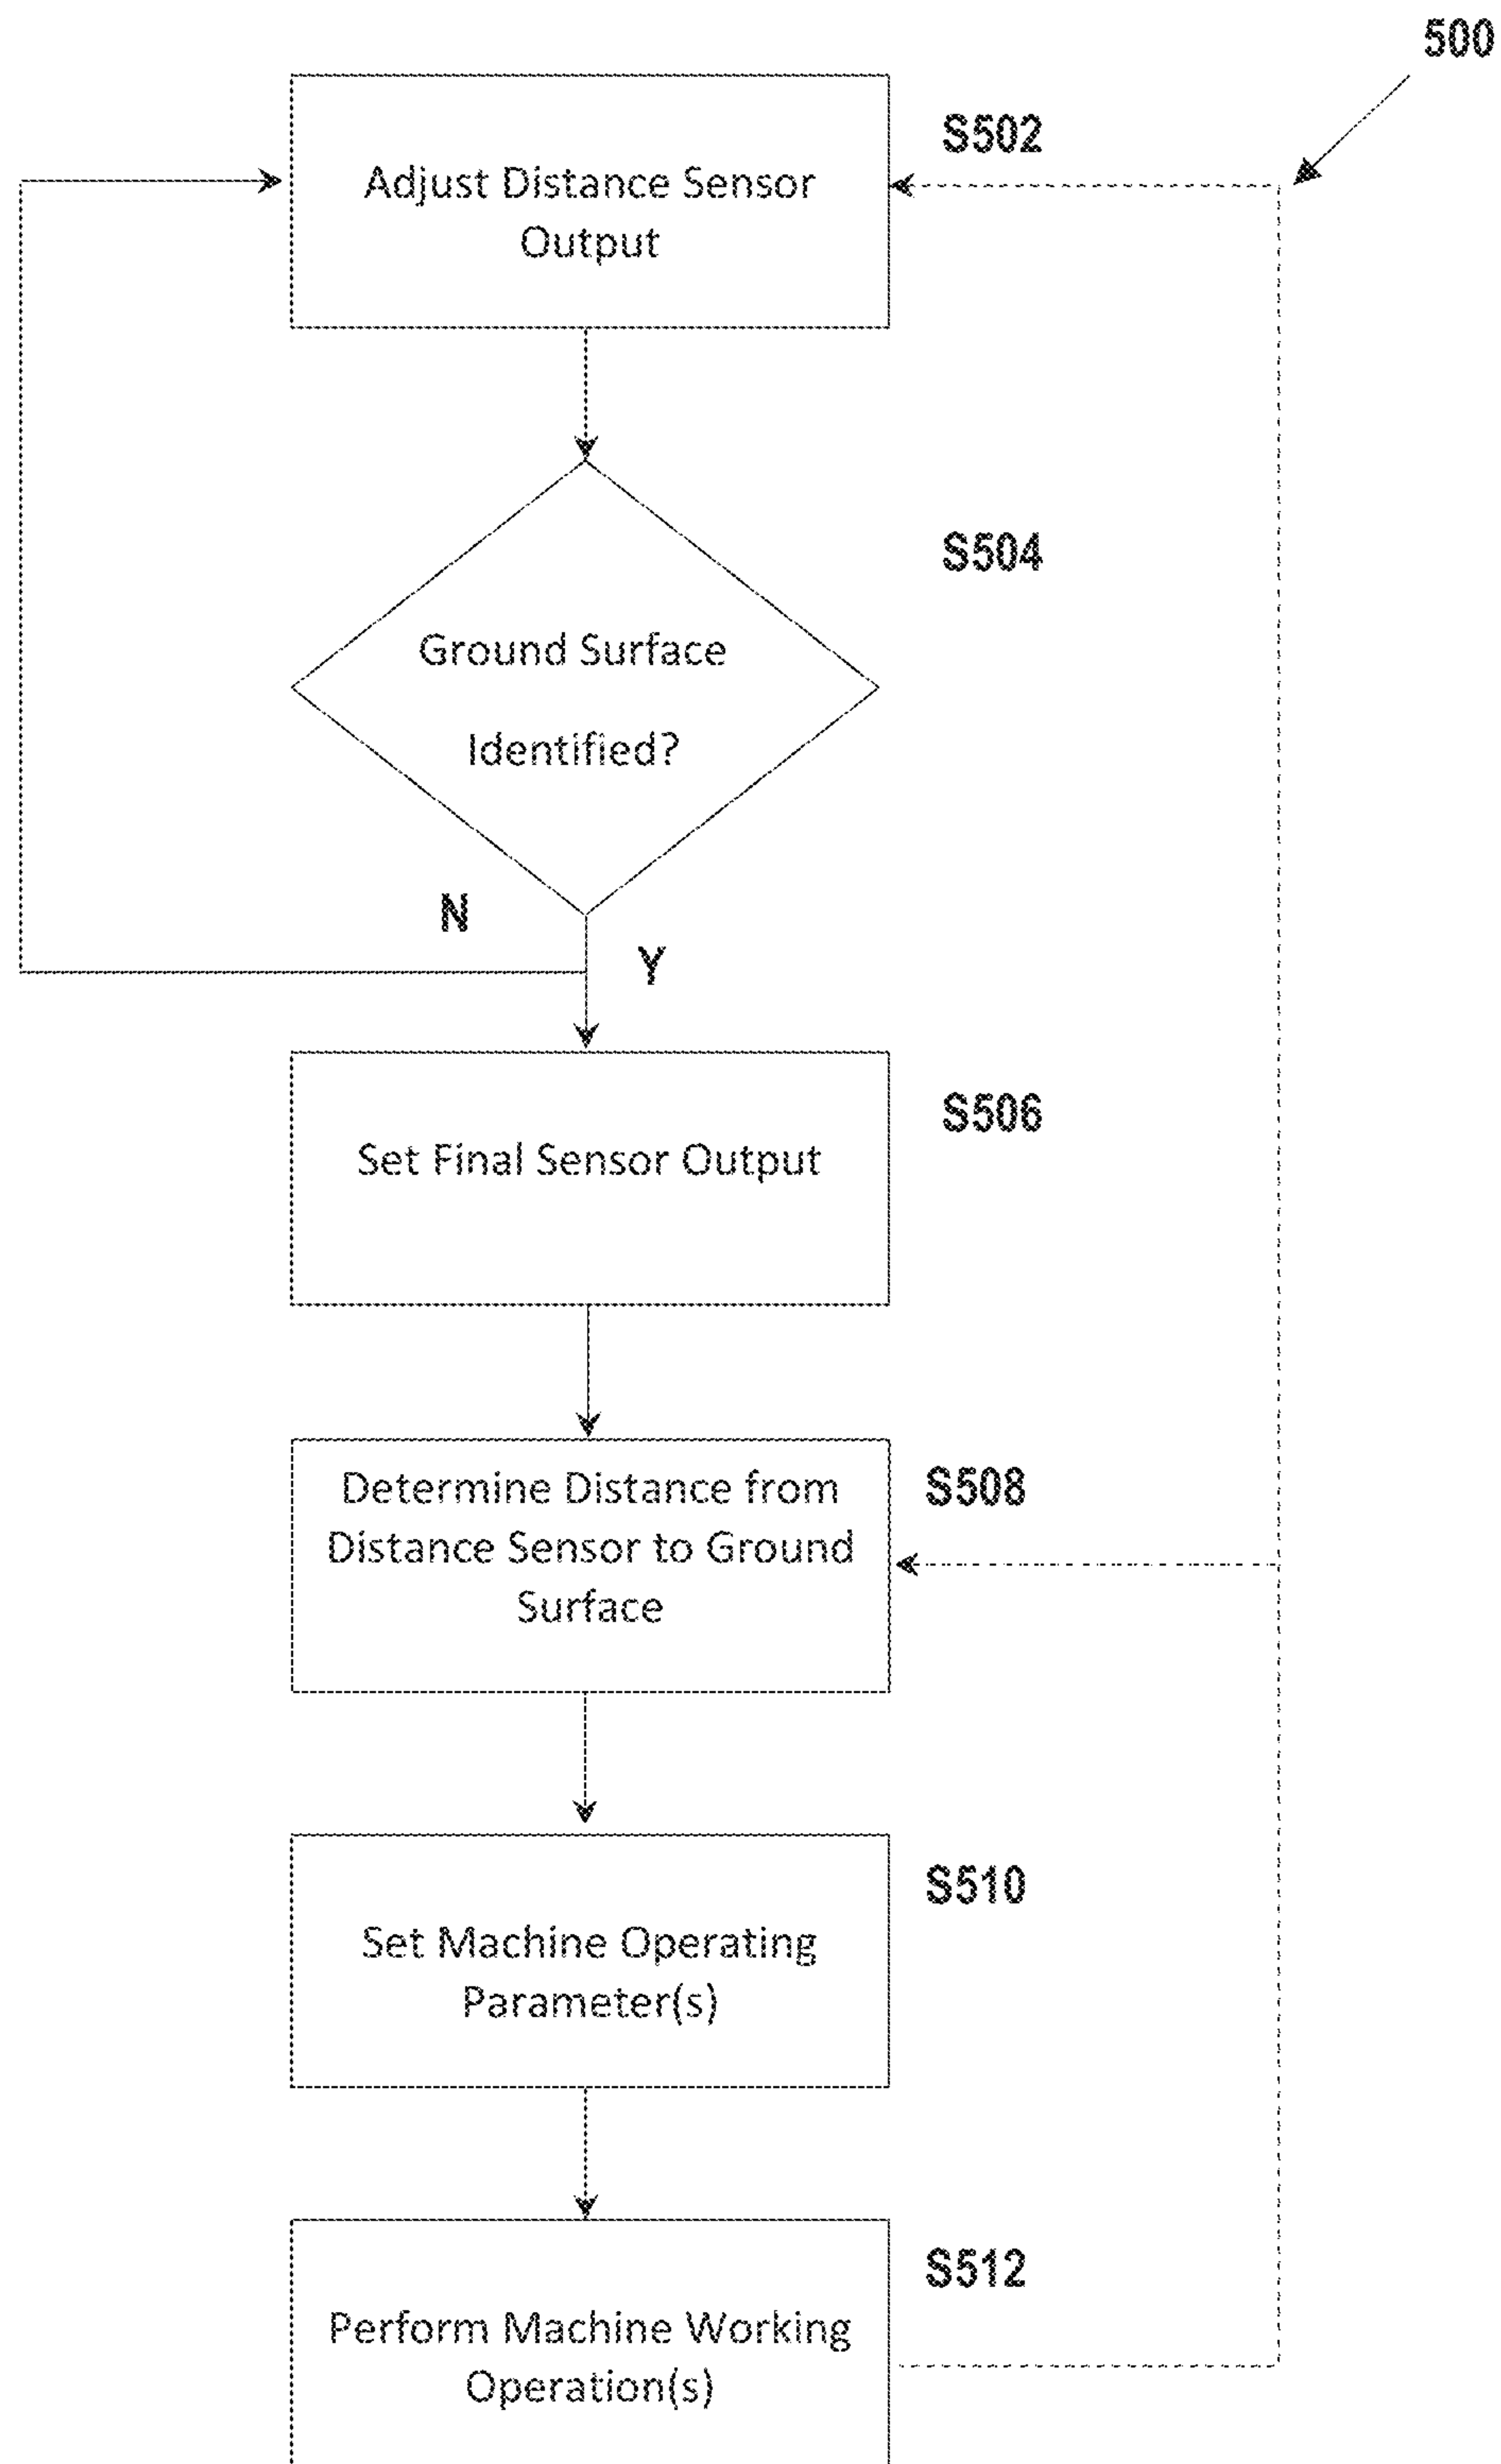 500
S502
Adjust Distance Sensor
Output
S504
Ground Surface
Identified?
N
Y
S506
Set Final Sensor Output
S508
Determine Distance from
Distance Sensor to Ground
Surface
S510
Set Machine Operating
Parameter(s)
S512
Perform Machine Working
Operation(s)